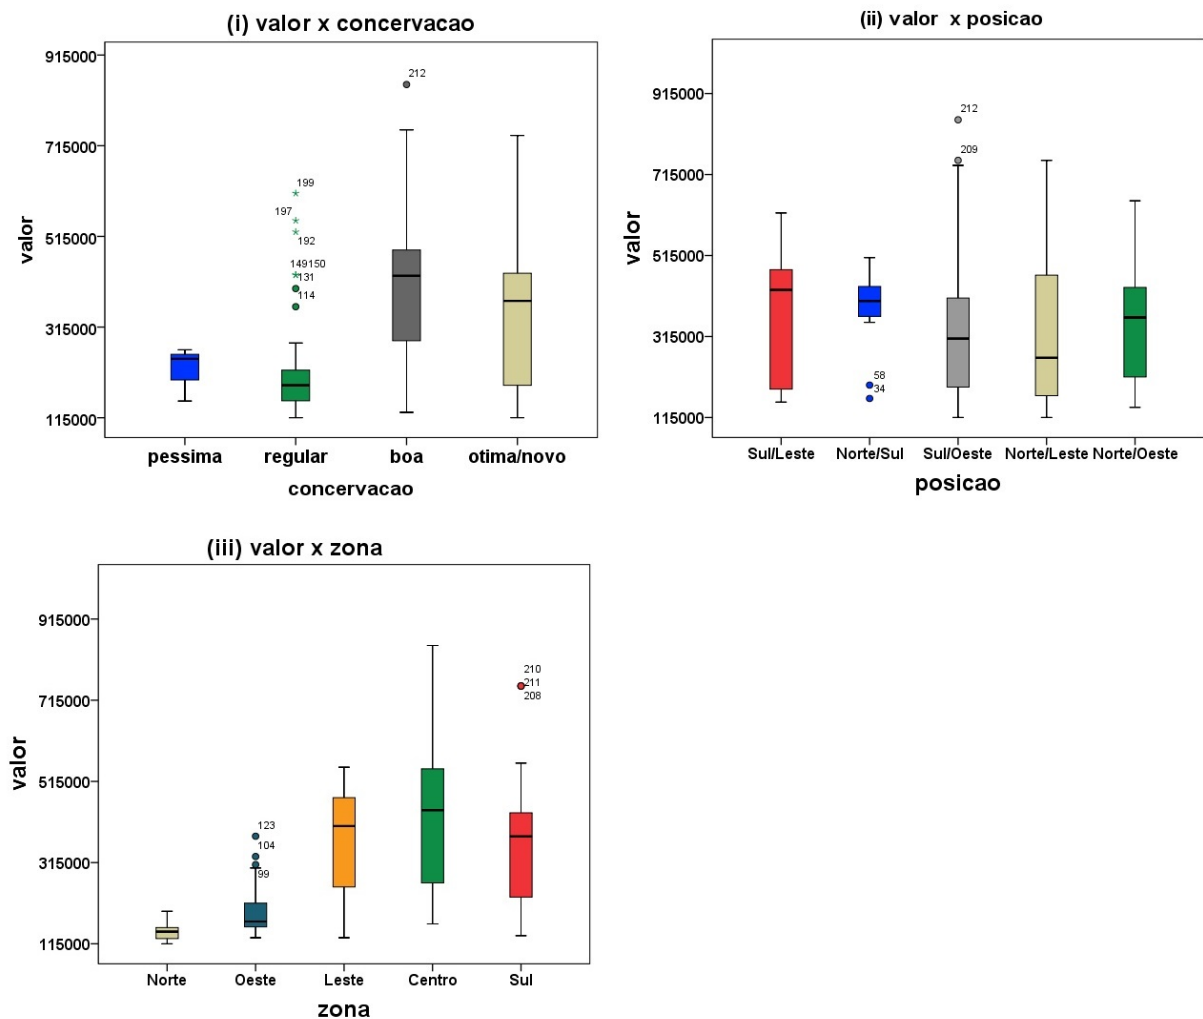 (i) valor x concervacao
915000
715000
515000
315000
115000
valor
212
199
197
192
149150
131
114
pessima regular boa otima/novo
concervacao
(ii) valor x posicao
915000
715000
515000
315000
115000
valor
212
209
58
34
Sul/Leste Norte/Sul Sul/Oeste Norte/Leste Norte/Oeste
posicao
(iii) valor x zona
915000
715000
515000
315000
115000
valor
210
211
208
123
104
99
Norte Oeste Leste Centro Sul
zona